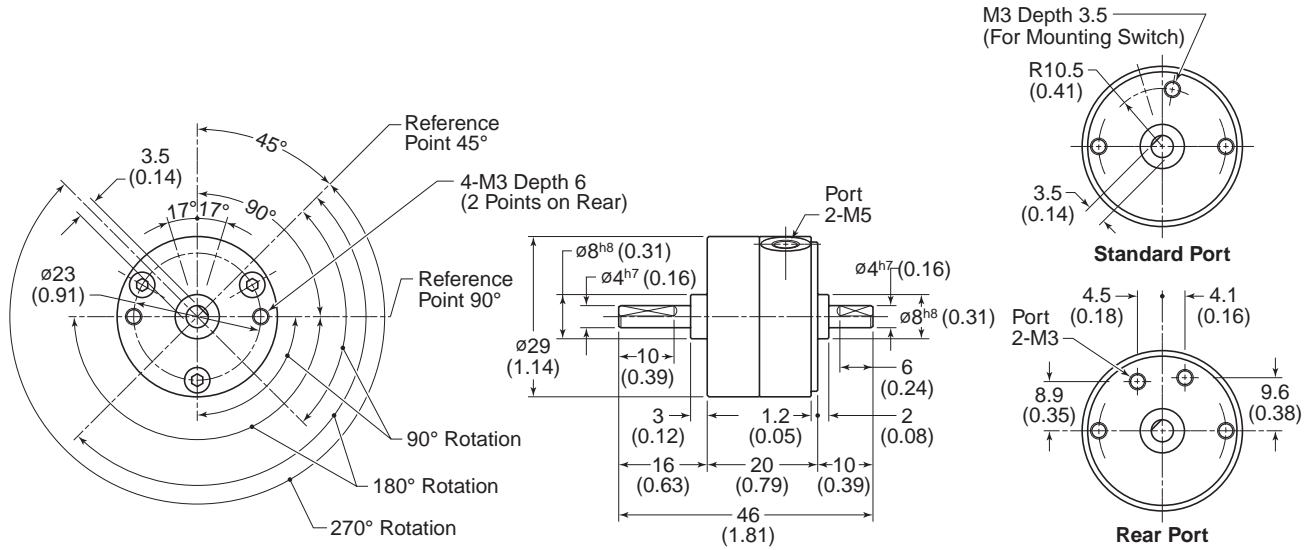 45°
Reference
Point 45°
3.5
(0.14)
17°
17°
90°
4-M3 Depth 6
(2 Points on Rear)
ø23
(0.91)
Reference
Point 90°
90° Rotation
180° Rotation
270° Rotation
Port
2-M5
ø8h8 (0.31)
ø4h7 (0.16)
ø4h7 (0.16)
ø8h8 (0.31)
ø29
(1.14)
10
(0.39)
6
(0.24)
3
(0.12)
1.2
(0.05)
2
(0.08)
16
(0.63)
20
(0.79)
10
(0.39)
46
(1.81)
M3 Depth 3.5
(For Mounting Switch)
R10.5
(0.41)
3.5
(0.14)
Standard Port
4.5
(0.18)
4.1
(0.16)
Port
2-M3
8.9
(0.35)
9.6
(0.38)
Rear Port